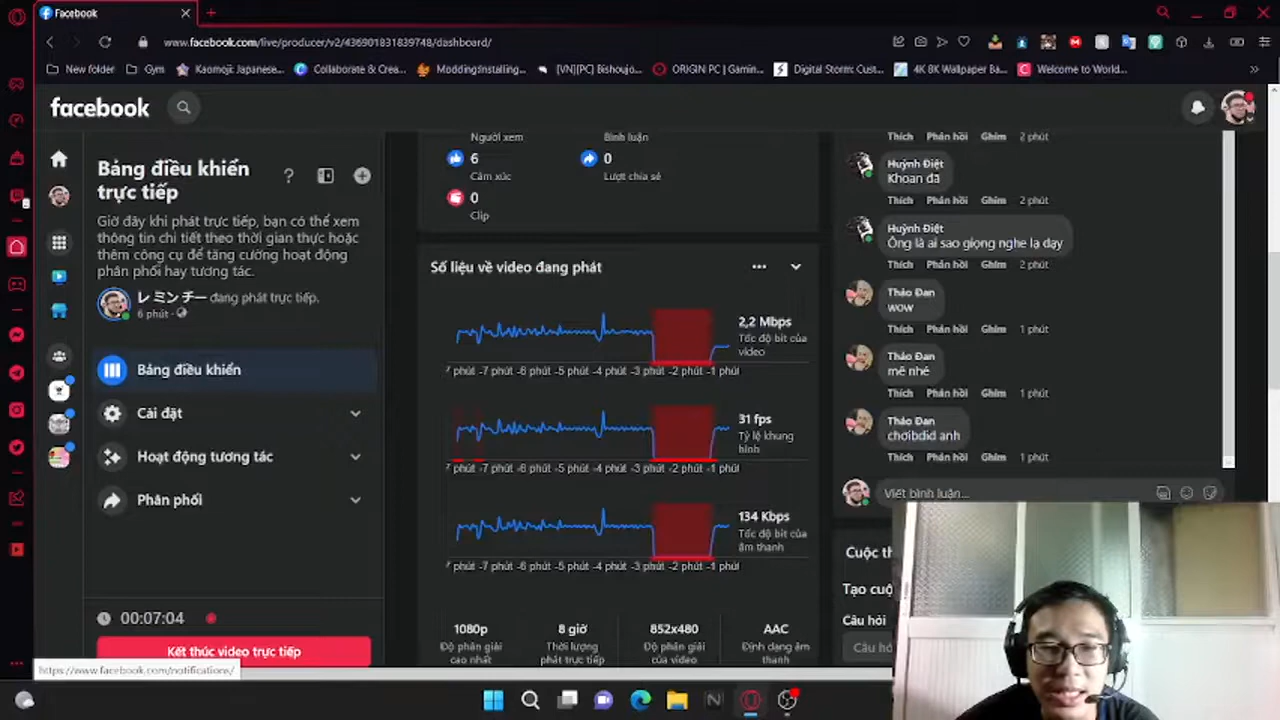 Facebook
www.facebook.com/live/producer/v2/436901831839748/dashboard/
New folder
Gym
Kaomoji: Japanese...
Collaborate & Crea...
Modding:Installing...
[VN][PC] Bishoujo...
ORIGIN PC | Gamin...
Digital Storm: Cust...
4K 8K Wallpaper Ba...
Welcome to World...
facebook
Bảng điều khiển
trực tiếp
Giờ đây khi phát trực tiếp, bạn có thể xem
thông tin chi tiết theo thời gian thực hoặc
thêm công cụ để tăng cường hoạt động
phân phối hay tương tác.
レミンチー đang phát trực tiếp.
6 phút ·
Bảng điều khiển
Cài đặt
Hoạt động tương tác
Phân phối
00:07:04
Kết thúc video trực tiếp
https://www.facebook.com/notifications/
Người xem
Bình luận
6
Cảm xúc
0
Lượt chia sẻ
0
Clip
Số liệu về video đang phát
2,2 Mbps
Tốc độ bit của
video
7 phút -7 phút -6 phút -5 phút -4 phút -3 phút -2 phút -1 phút
31 fps
Tỷ lệ khung
hình
7 phút -7 phút -6 phút -5 phút -4 phút -3 phút -2 phút -1 phút
134 Kbps
Tốc độ bit của
âm thanh
7 phút -7 phút -6 phút -5 phút -4 phút -3 phút -2 phút -1 phút
1080p
Độ phân giải
cao nhất
8 giờ
Thời lượng
phát trực tiếp
852x480
Độ phân giải
của video
AAC
Định dạng âm
thanh
Thích Phản hồi Ghim 2 phút
Huỳnh Điệt
Khoan đã
Thích Phản hồi Ghim 2 phút
Huỳnh Điệt
Ông là ai sao giọng nghe lạ dạy
Thích Phản hồi Ghim 2 phút
Thảo Đan
wow
Thích Phản hồi Ghim 1 phút
Thảo Đan
mê nhé
Thích Phản hồi Ghim 1 phút
Thảo Đan
choibdid anh
Thích Phản hồi Ghim 1 phút
Viết bình luận...
Cuộc th
Tạo cuộ
Câu hỏi
Câu hỏ